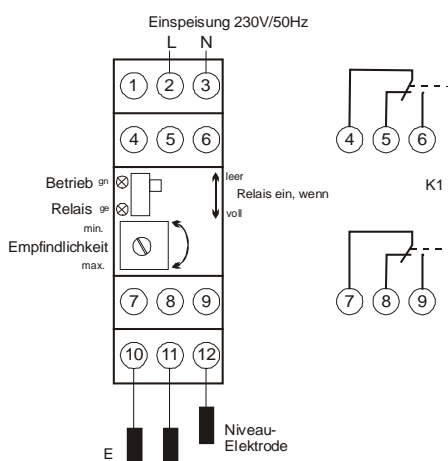 Einspeisung 230V/50Hz
L N
1 2 3
4 5 6
4 5 6
K1
Betrieb gn
leer
Relais ein, wenn
Relais ge
voll
min.
Empfindlichkeit
max.
7 8 9
7 8 9
10 11 12
Niveau-
Elektrode
E